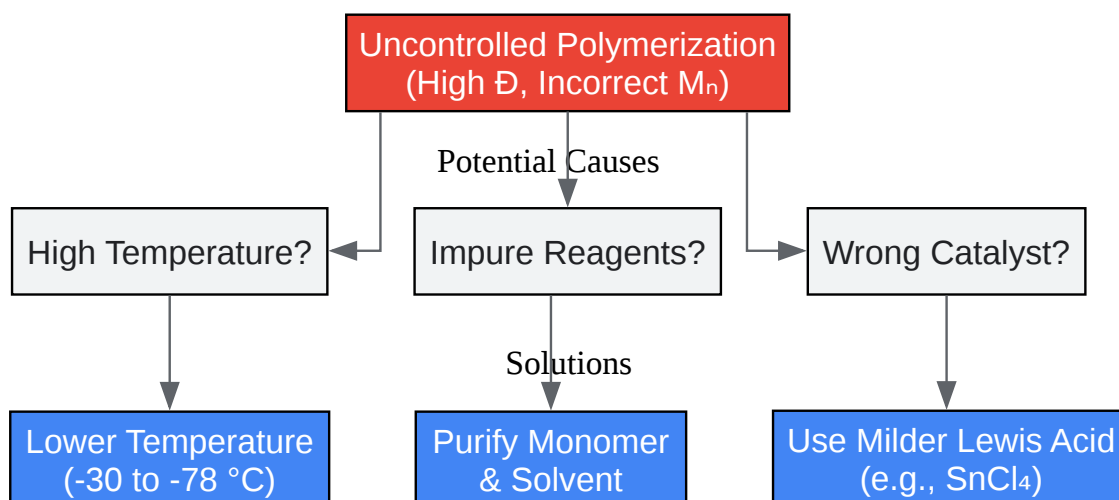 Uncontrolled Polymerization
(High Đ, Incorrect Mₙ)
Potential Causes
High Temperature?
Impure Reagents?
Wrong Catalyst?
Solutions
Lower Temperature
(-30 to -78 °C)
Purify Monomer
& Solvent
Use Milder Lewis Acid
(e.g., SnCl₄)